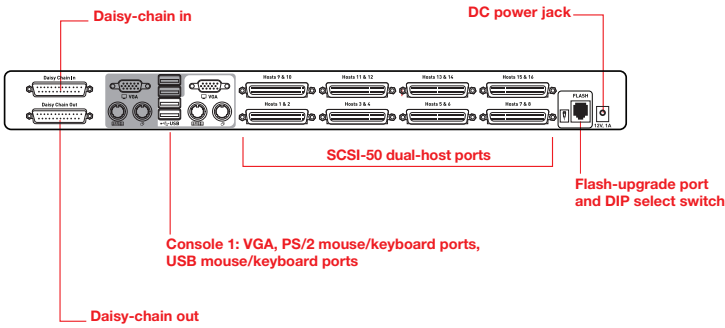 Daisy-chain in
DC power jack
Daisy Chain In
Daisy Chain Out
VGA
VGA
USB
Hosts 9 & 10
Hosts 11 & 12
Hosts 13 & 14
Hosts 15 & 16
Hosts 1 & 2
Hosts 3 & 4
Hosts 5 & 6
Hosts 7 & 8
FLASH
12V, 1A
SCSI-50 dual-host ports
Flash-upgrade port
and DIP select switch
Console 1: VGA, PS/2 mouse/keyboard ports,
USB mouse/keyboard ports
Daisy-chain out